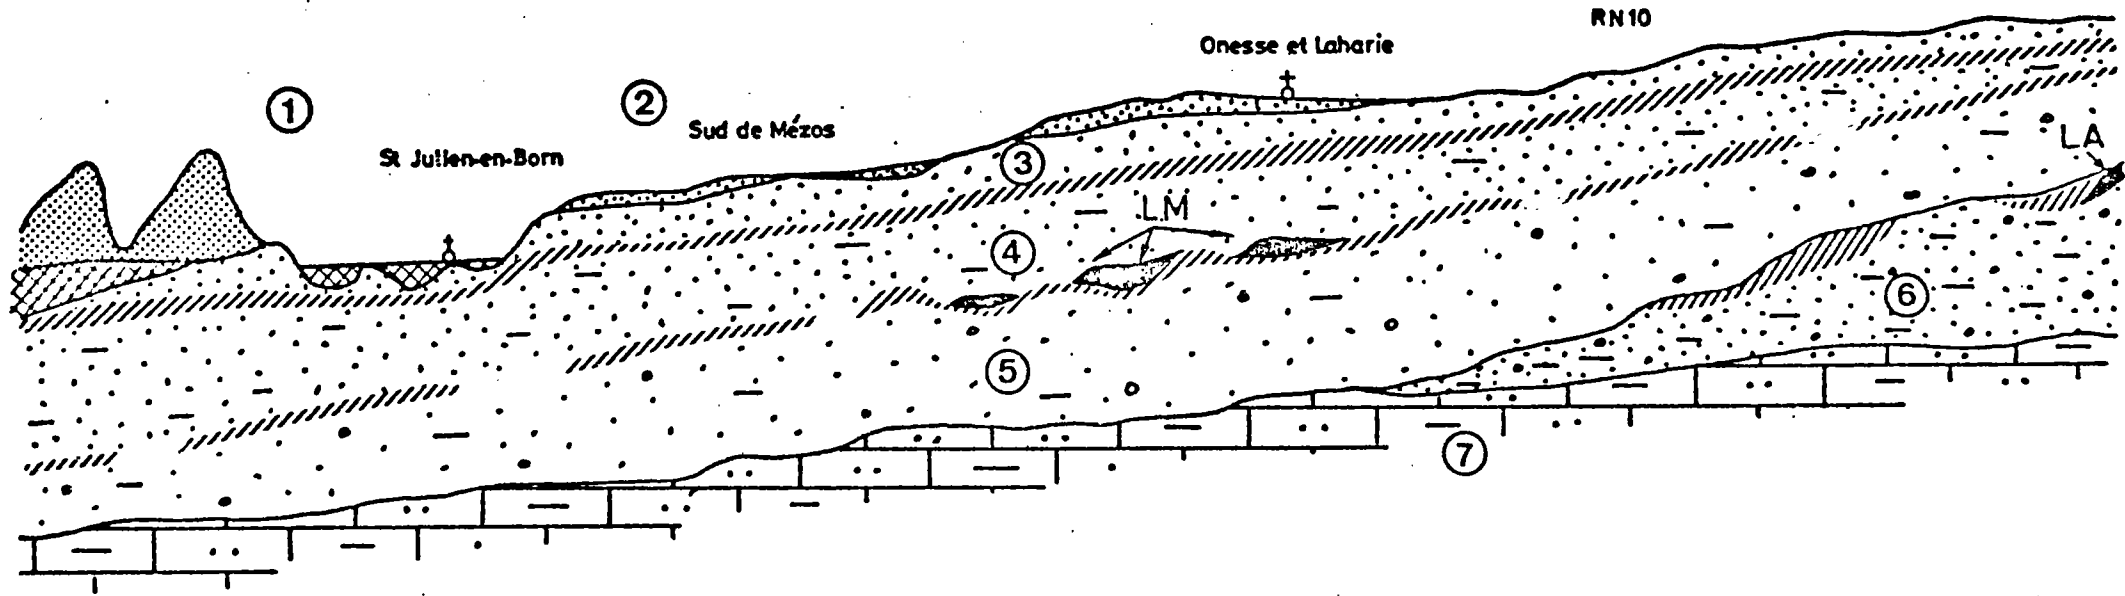 RN10
Onesse et Laharie
1
2
Sud de Mézos
St Julien-en-Born
3
LA
LM
4
6
5
7